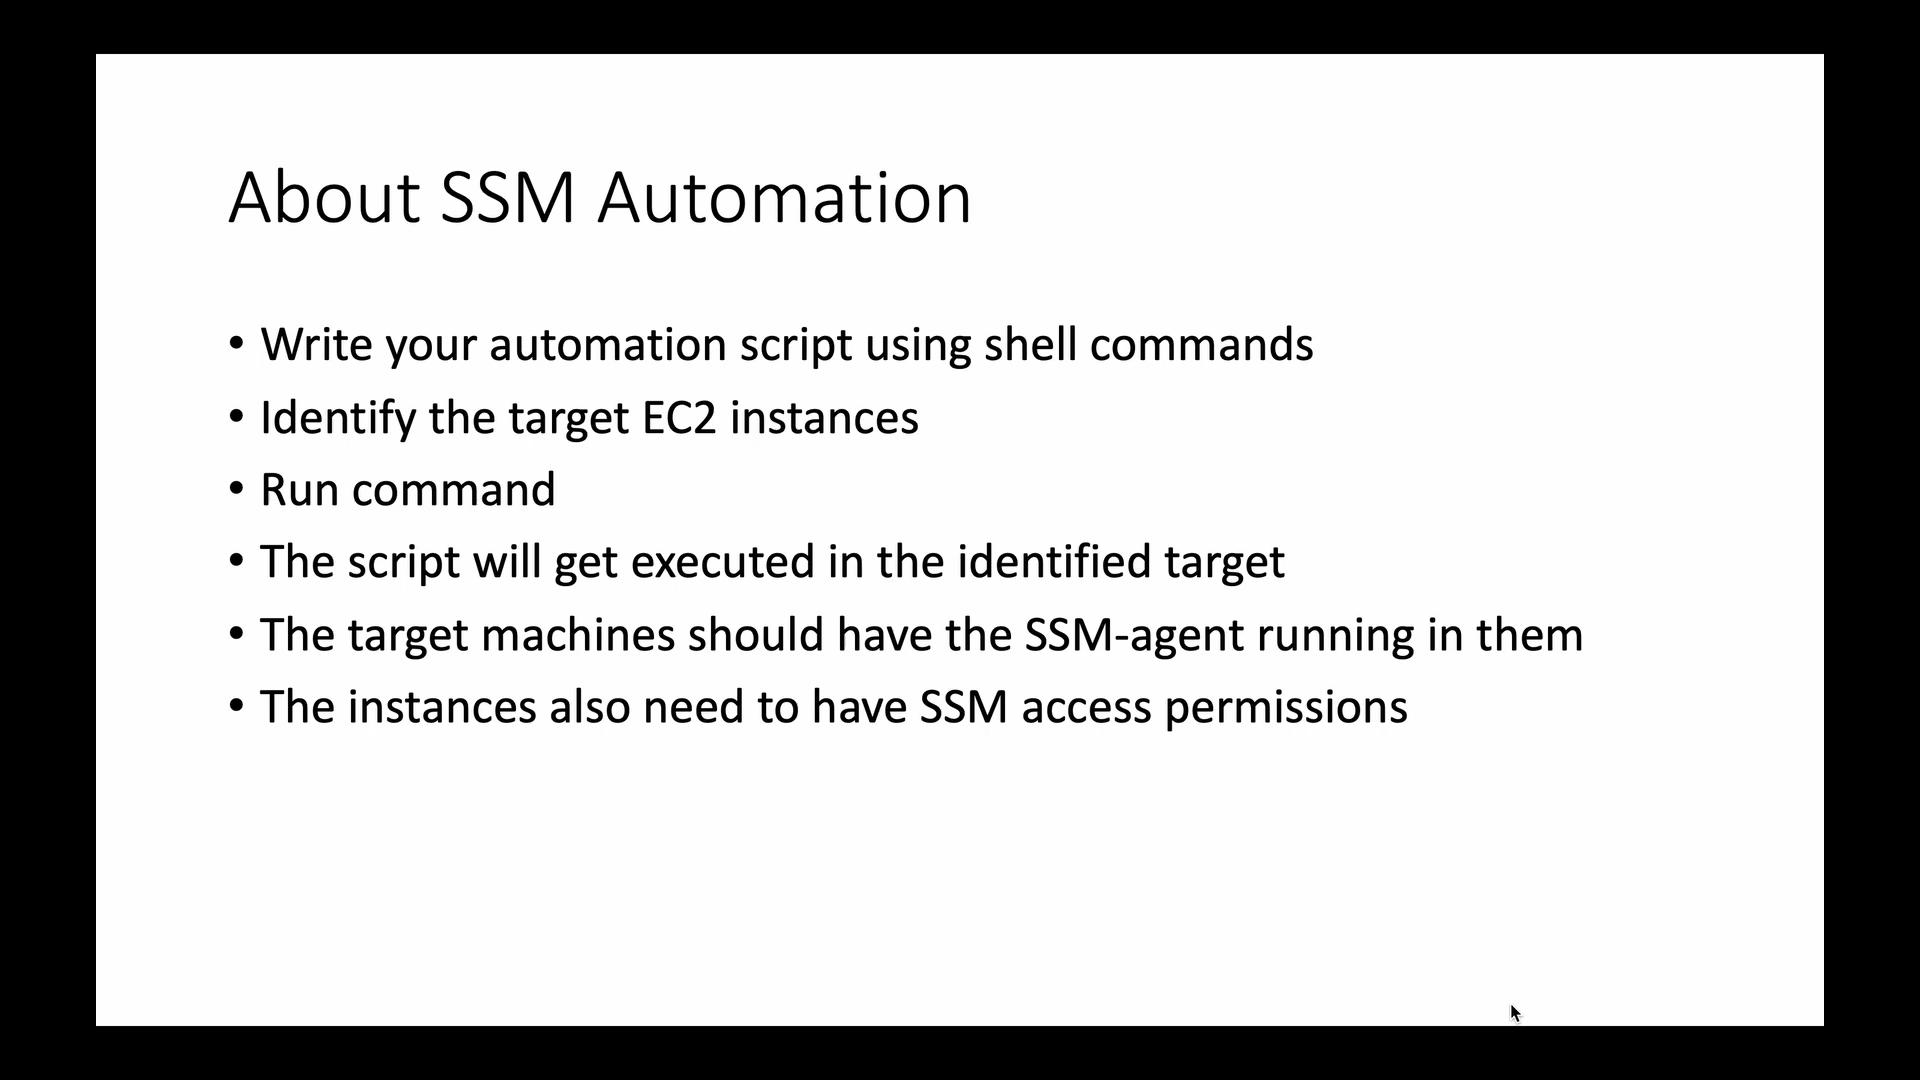 About SSM Automation
• Write your automation script using shell commands
• Identify the target EC2 instances
• Run command
• The script will get executed in the identified target
• The target machines should have the SSM-agent running in them
• The instances also need to have SSM access permissions